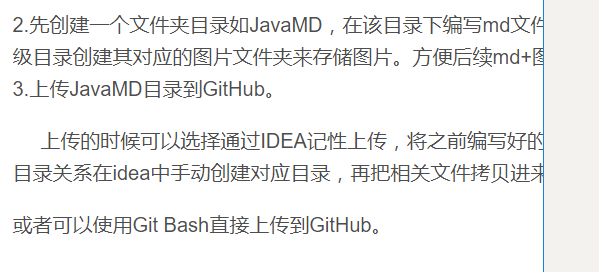 2.先创建一个文件夹目录如JavaMD，在该目录下编写md文件
级目录创建其对应的图片文件夹来存储图片。方便后续md+图
3.上传JavaMD目录到GitHub。
上传的时候可以选择通过IDEA记性上传，将之前编写好的
目录关系在idea中手动创建对应目录，再把相关文件拷贝进来
或者可以使用Git Bash直接上传到GitHub。